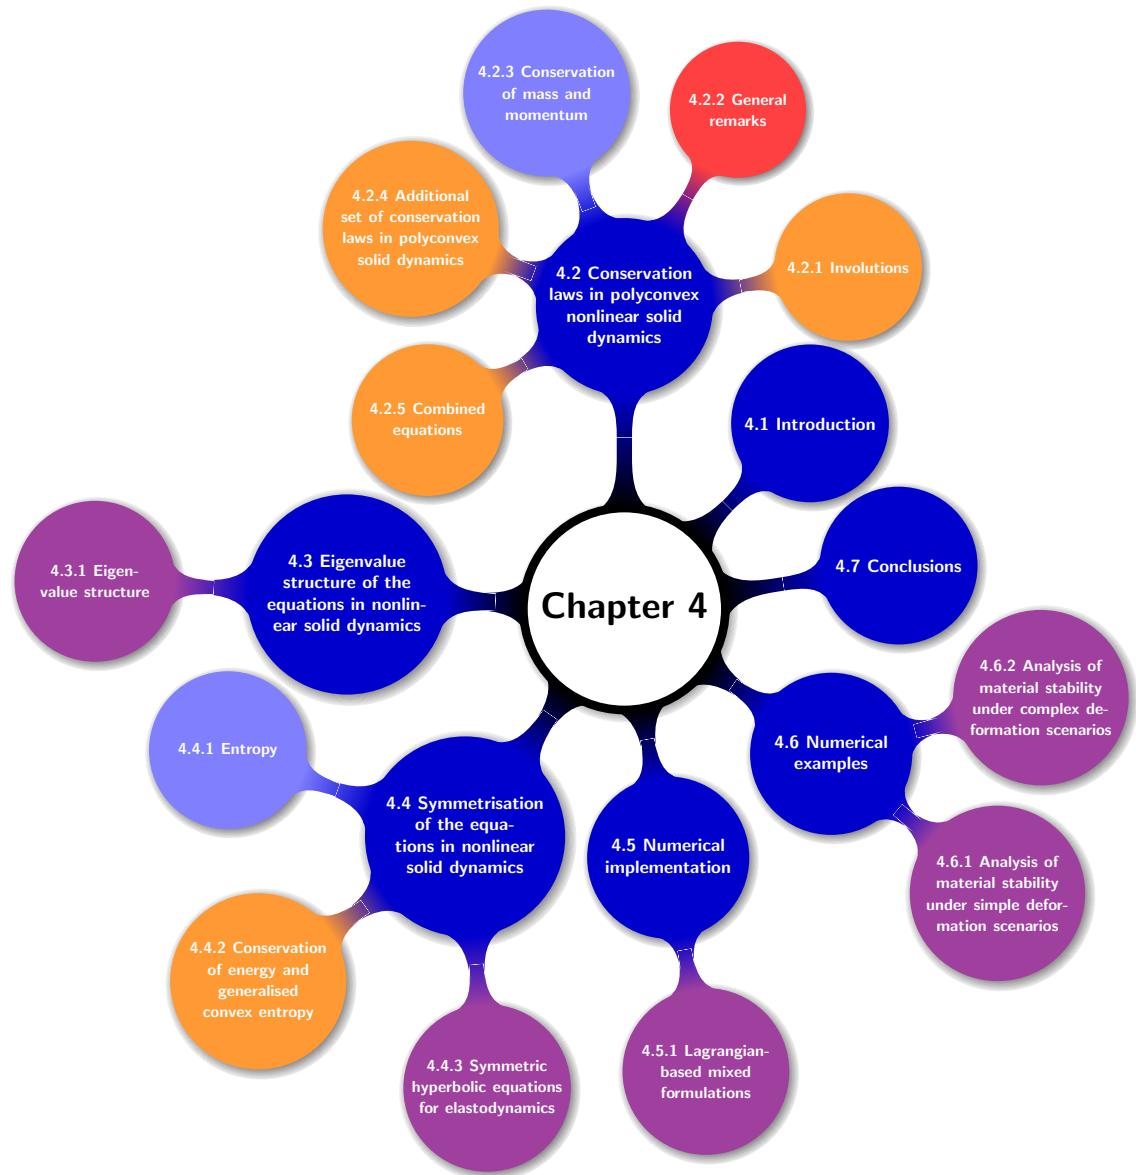 4.2.3 Conservation
of mass and
momentum
4.2.2 General
remarks
4.2.4 Additional
set of conservation
laws in polyconvex
solid dynamics
4.2 Conservation
laws in polyconvex
nonlinear solid
dynamics
4.2.1 Involutions
4.2.5 Combined
equations
4.1 Introduction
4.3.1 Eigen-
value structure
4.3 Eigenvalue
structure of the
equations in nonlin-
ear solid dynamics
Chapter 4
4.7 Conclusions
4.6.2 Analysis of
material stability
under complex de-
formation scenarios
4.4.1 Entropy
4.6 Numerical
examples
4.4 Symmetrisation
of the equa-
tions in nonlinear
solid dynamics
4.5 Numerical
implementation
4.6.1 Analysis of
material stability
under simple defor-
mation scenarios
4.4.2 Conservation
of energy and
generalised
convex entropy
4.4.3 Symmetric
hyperbolic equations
for elastodynamics
4.5.1 Lagrangian-
based mixed
formulations